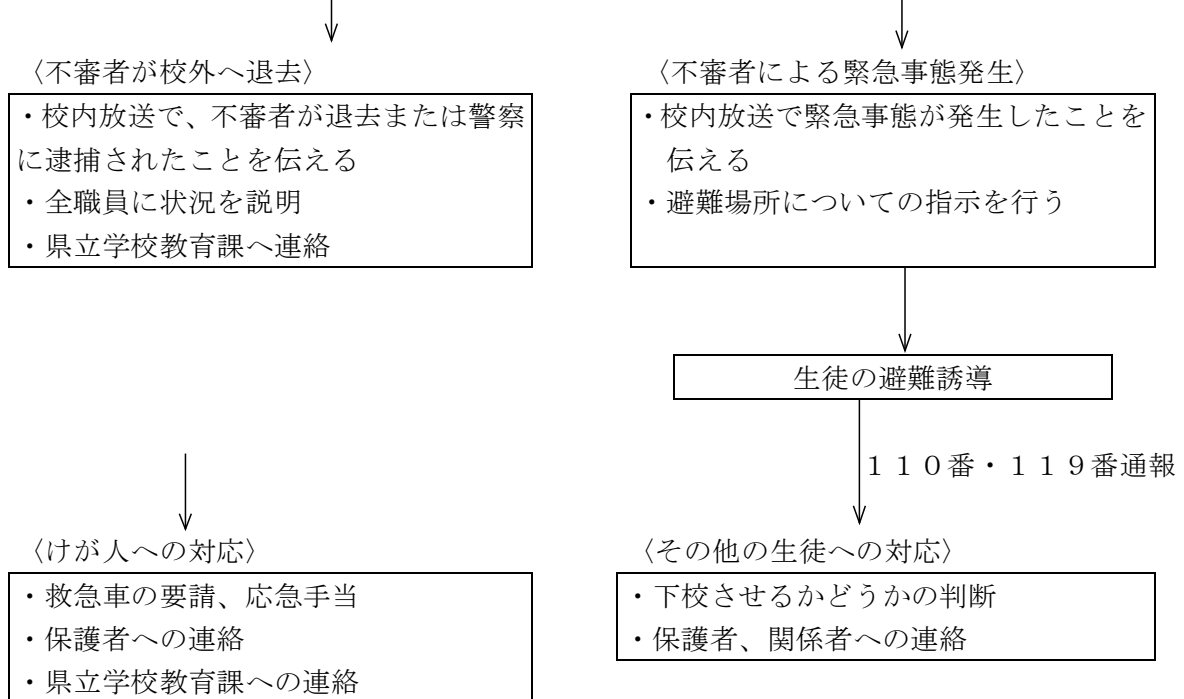 〈不審者が校外へ退去〉
・校内放送で、不審者が退去または警察
に逮捕されたことを伝える
・全職員に状況を説明
・県立学校教育課へ連絡
〈不審者による緊急事態発生〉
・校内放送で緊急事態が発生したことを
伝える
・避難場所についての指示を行う
生徒の避難誘導
１１０番・１１９番通報
〈けが人への対応〉
・救急車の要請、応急手当
・保護者への連絡
・県立学校教育課への連絡
〈その他の生徒への対応〉
・下校させるかどうかの判断
・保護者、関係者への連絡